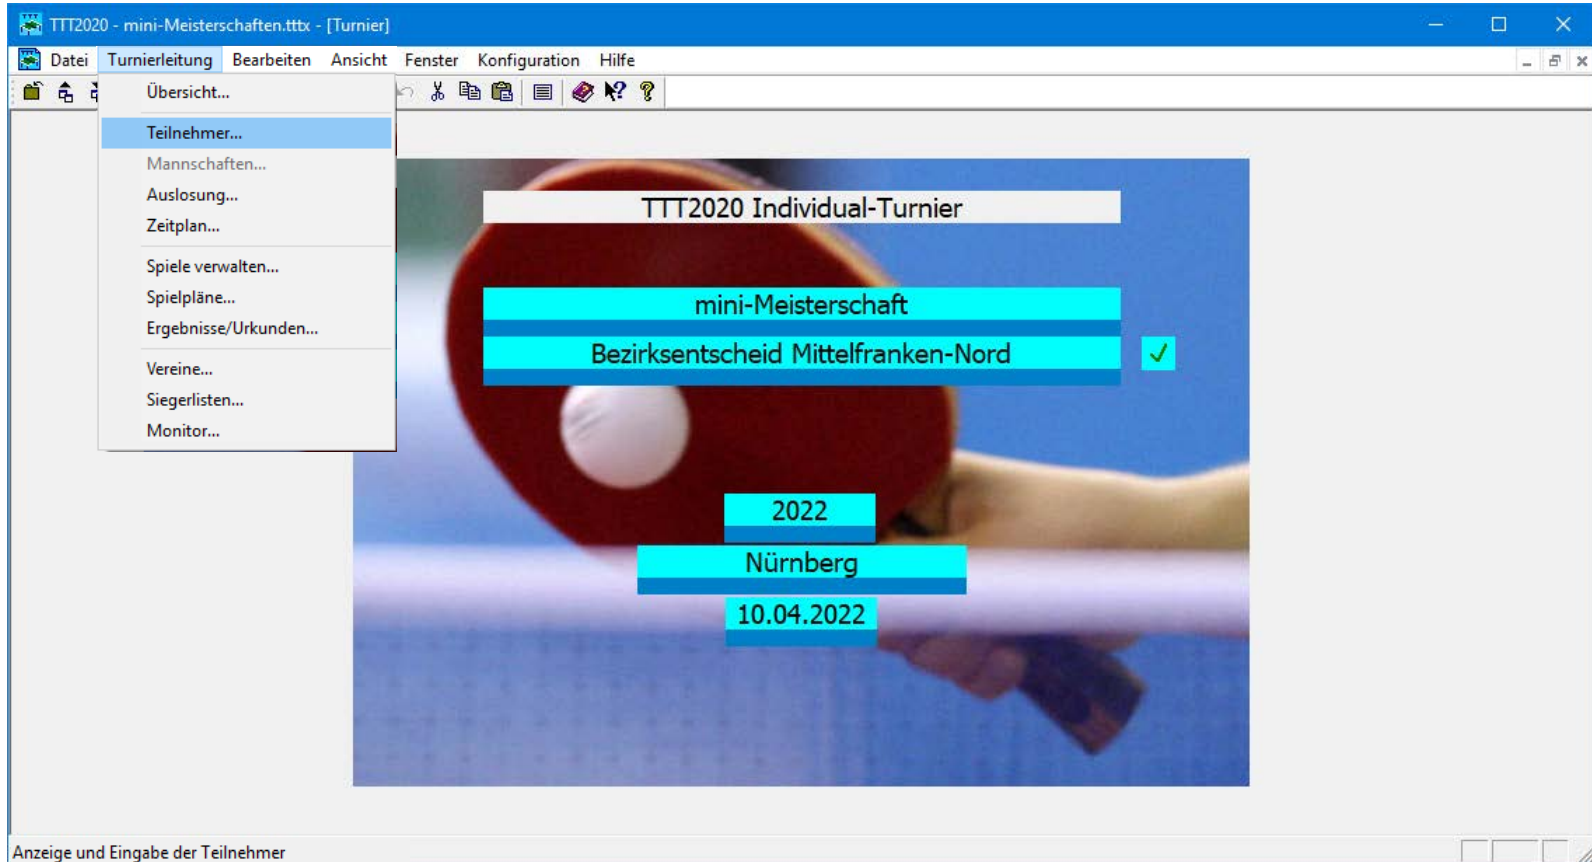 TTT2020 - mini-Meisterschaften.tttx - [Turnier]
Datei Turnierleitung Bearbeiten Ansicht Fenster Konfiguration Hilfe
Übersicht...
Teilnehmer...
Mannschaften...
Auslosung...
Zeitplan...
Spiele verwalten...
Spielpläne...
Ergebnisse/Urkunden...
Vereine...
Siegerlisten...
Monitor...
TTT2020 Individual-Turnier
mini-Meisterschaft
Bezirksentscheid Mittelfranken-Nord
2022
Nürnberg
10.04.2022
Anzeige und Eingabe der Teilnehmer